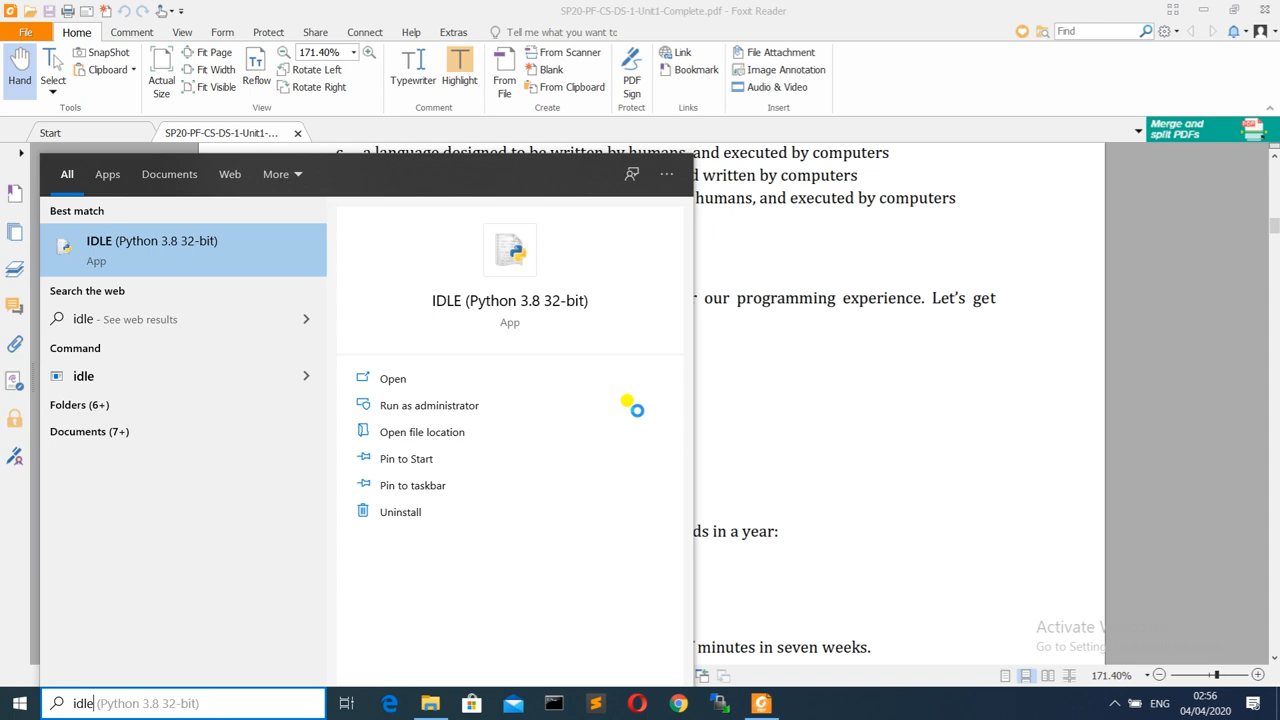 SP20-PF-CS-DS-1-Unit1-Complete.pdf - Foxit Reader
File Home Comment View Form Protect Share Connect Help Extras Tell me what you want tc Find
Hand
Select
SnapShot
Clipboard
Tools
Actual Size
Fit Page
Fit Width
Fit Visible
Reflow
171.40%
Rotate Left
Rotate Right
View
Typewriter
Highlight
Comment
From File
From Scanner
Blank
From Clipboard
Create
PDF Sign
Protect
Link
Bookmark
Links
File Attachment
Image Annotation
Audio & Video
Insert
Start
SP20-PF-CS-DS-1-Unit1-...
Merge and split PDFs
a language designed to be written by humans, and executed by computers
d written by computers
humans, and executed by computers
our programming experience. Let's get
ds in a year:
minutes in seven weeks.
All Apps Documents Web More
Best match
IDLE (Python 3.8 32-bit)
App
Search the web
idle - See web results
Command
idle
Folders (6+)
Documents (7+)
IDLE (Python 3.8 32-bit)
App
Open
Run as administrator
Open file location
Pin to Start
Pin to taskbar
Uninstall
Activate
Go to Setting
171.40%
idle (Python 3.8 32-bit)
ENG
02:56
04/04/2020